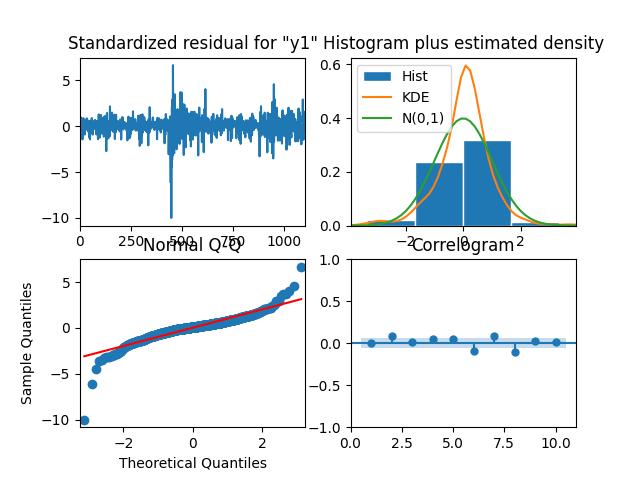 Standardized residual for "y1"
5
0
−5
−10
0 250 500 750 1000
Histogram plus estimated density
Hist
KDE
N(0,1)
0.6
0.4
0.2
0.0
−2 0 2
Normal Q-Q
Sample Quantiles
5
0
−5
−10
−2 0 2
Theoretical Quantiles
Correlogram
1.0
0.5
0.0
−0.5
−1.0
0.0 2.5 5.0 7.5 10.0